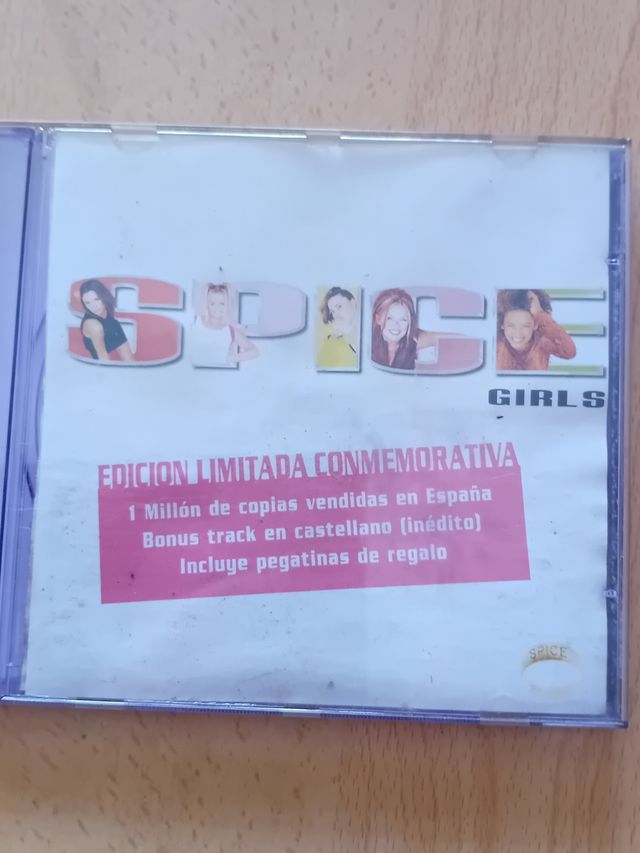 SPICE
GIRLS
EDICION LIMITADA CONMEMORATIVA
1 Millón de copias vendidas en España
Bonus track en castellano (inédito)
Incluye pegatinas de regalo
SPICE